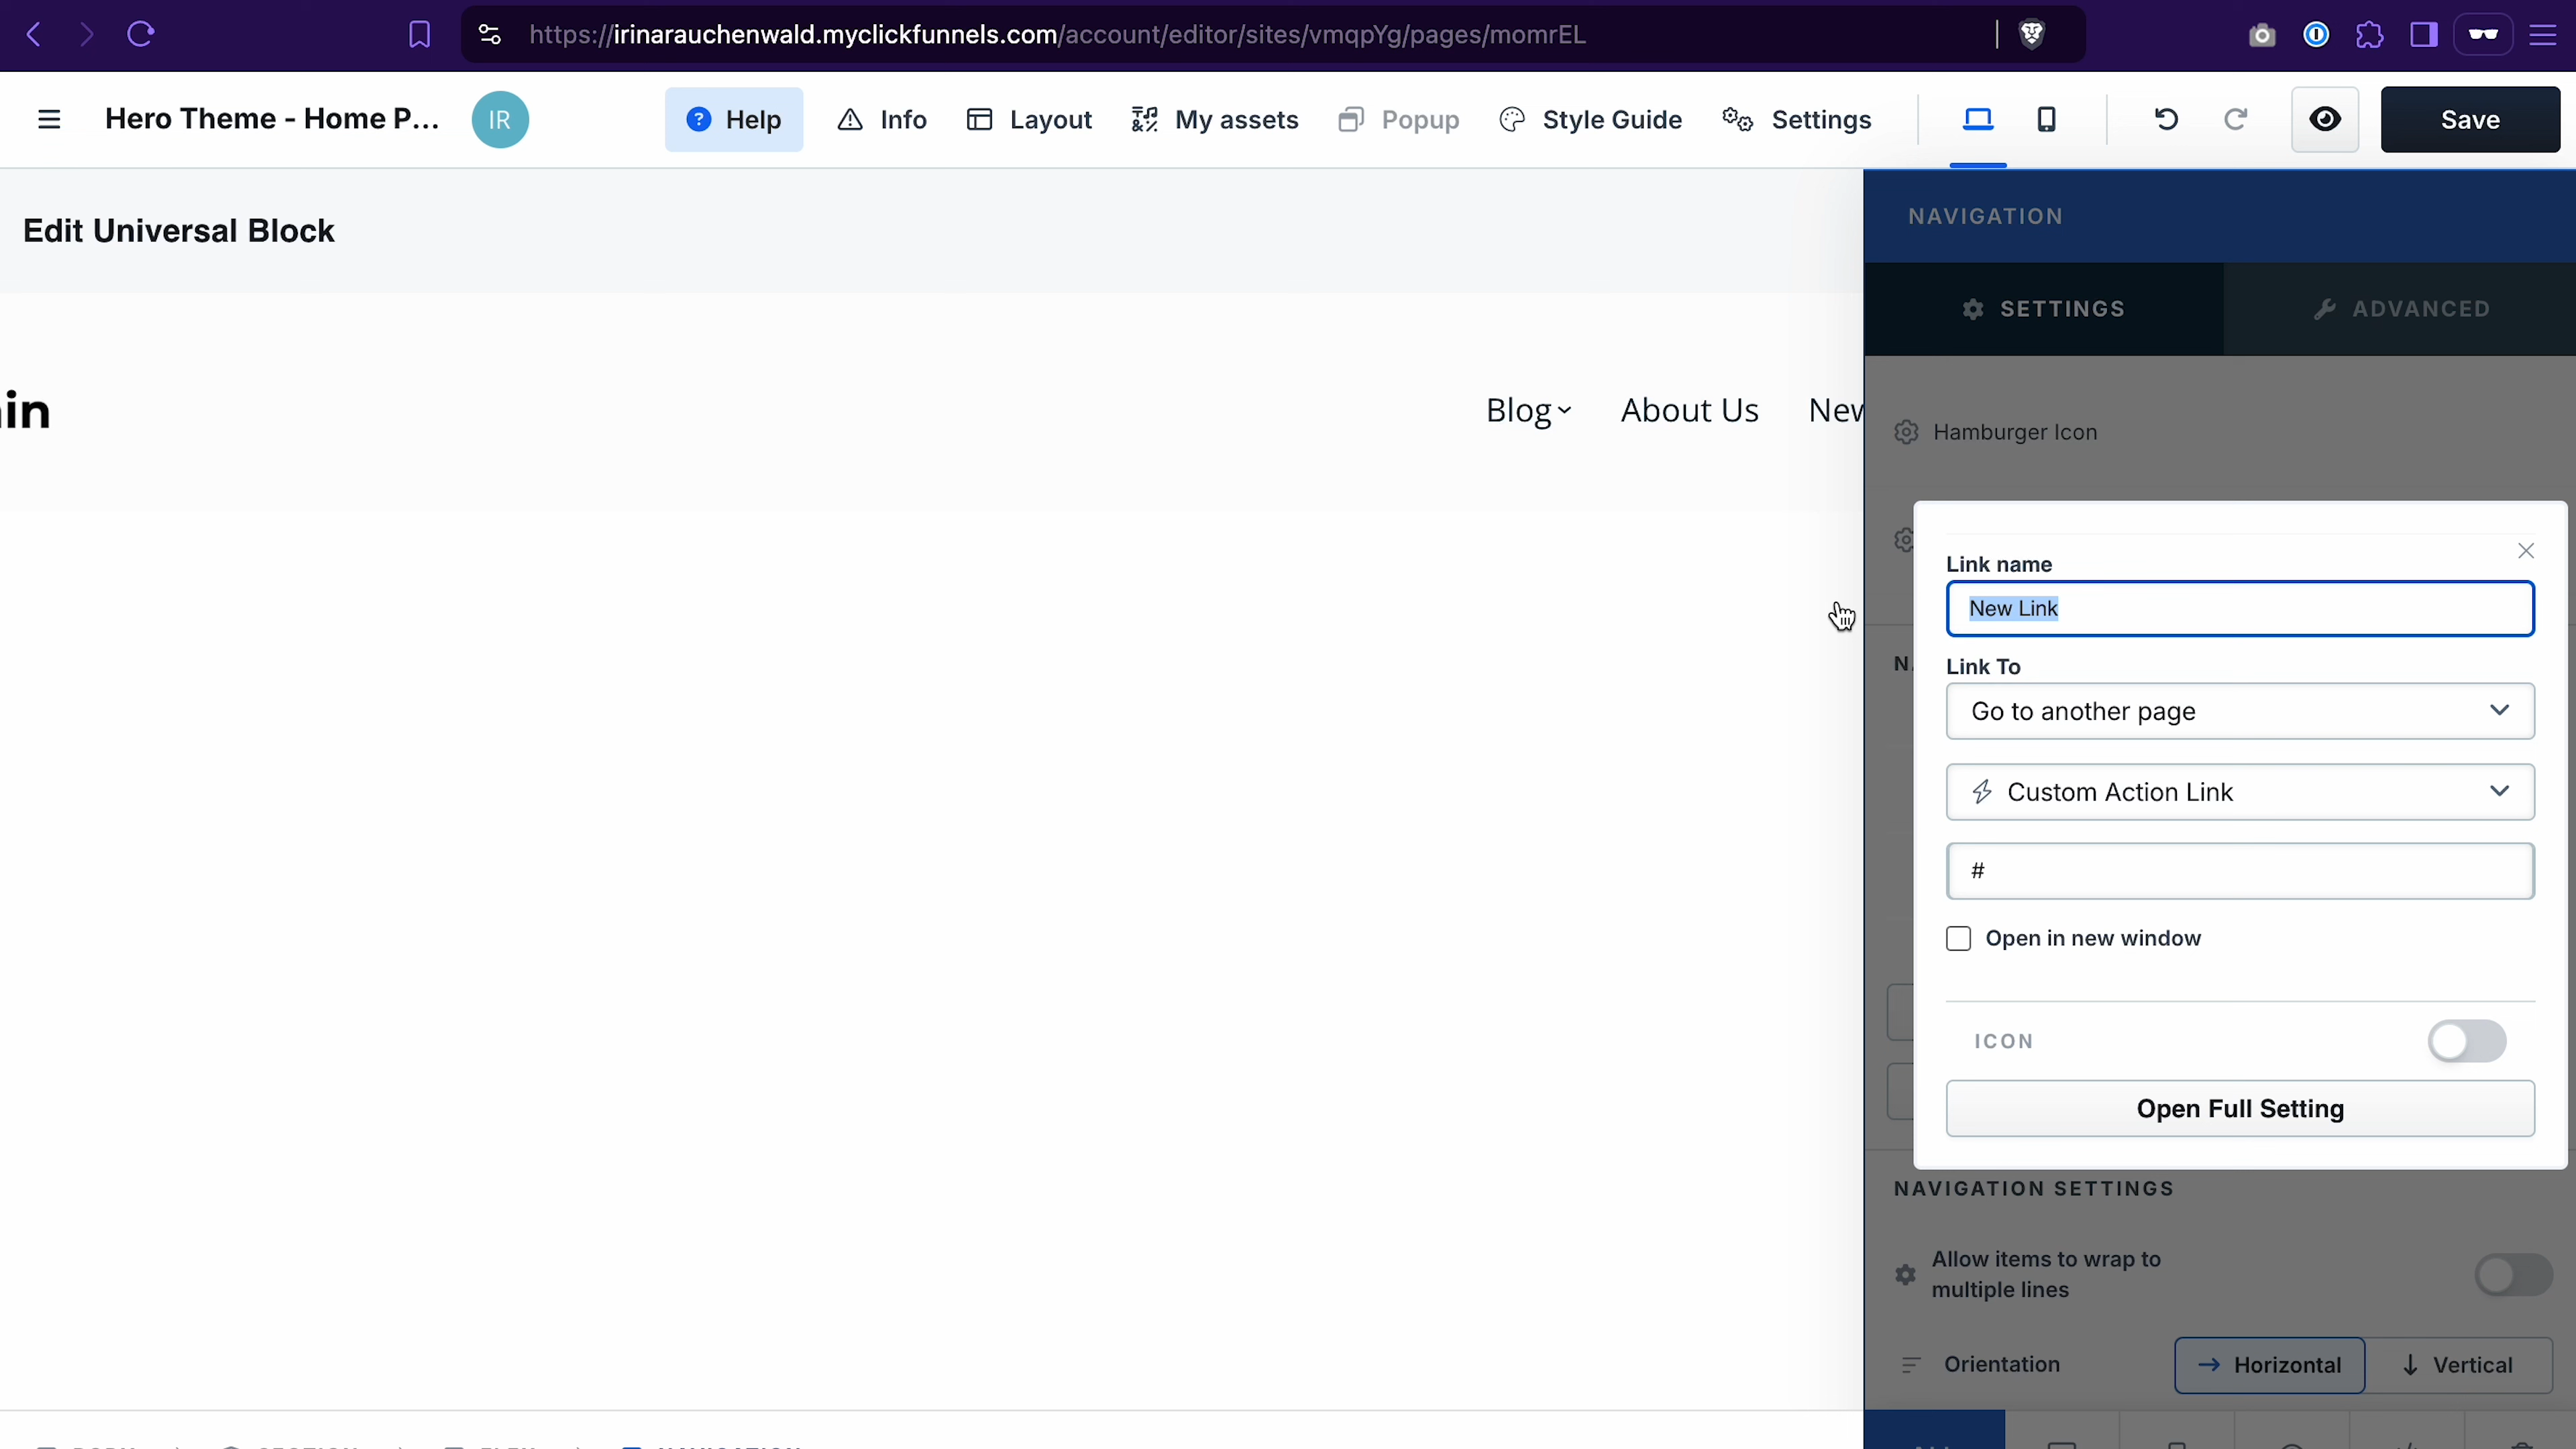 https://irinarauchenwald.myclickfunnels.com/account/editor/sites/vmqpYg/pages/momrEL
Hero Theme - Home P...
IR
? Help
Info
Layout
My assets
Popup
Style Guide
Settings
Save
Edit Universal Block
NAVIGATION
SETTINGS
ADVANCED
in
Blog
About Us
New
Hamburger Icon
Link name
New Link
Link To
Go to another page
Custom Action Link
#
Open in new window
ICON
Open Full Setting
NAVIGATION SETTINGS
Allow items to wrap to
multiple lines
Orientation
→ Horizontal
↓ Vertical